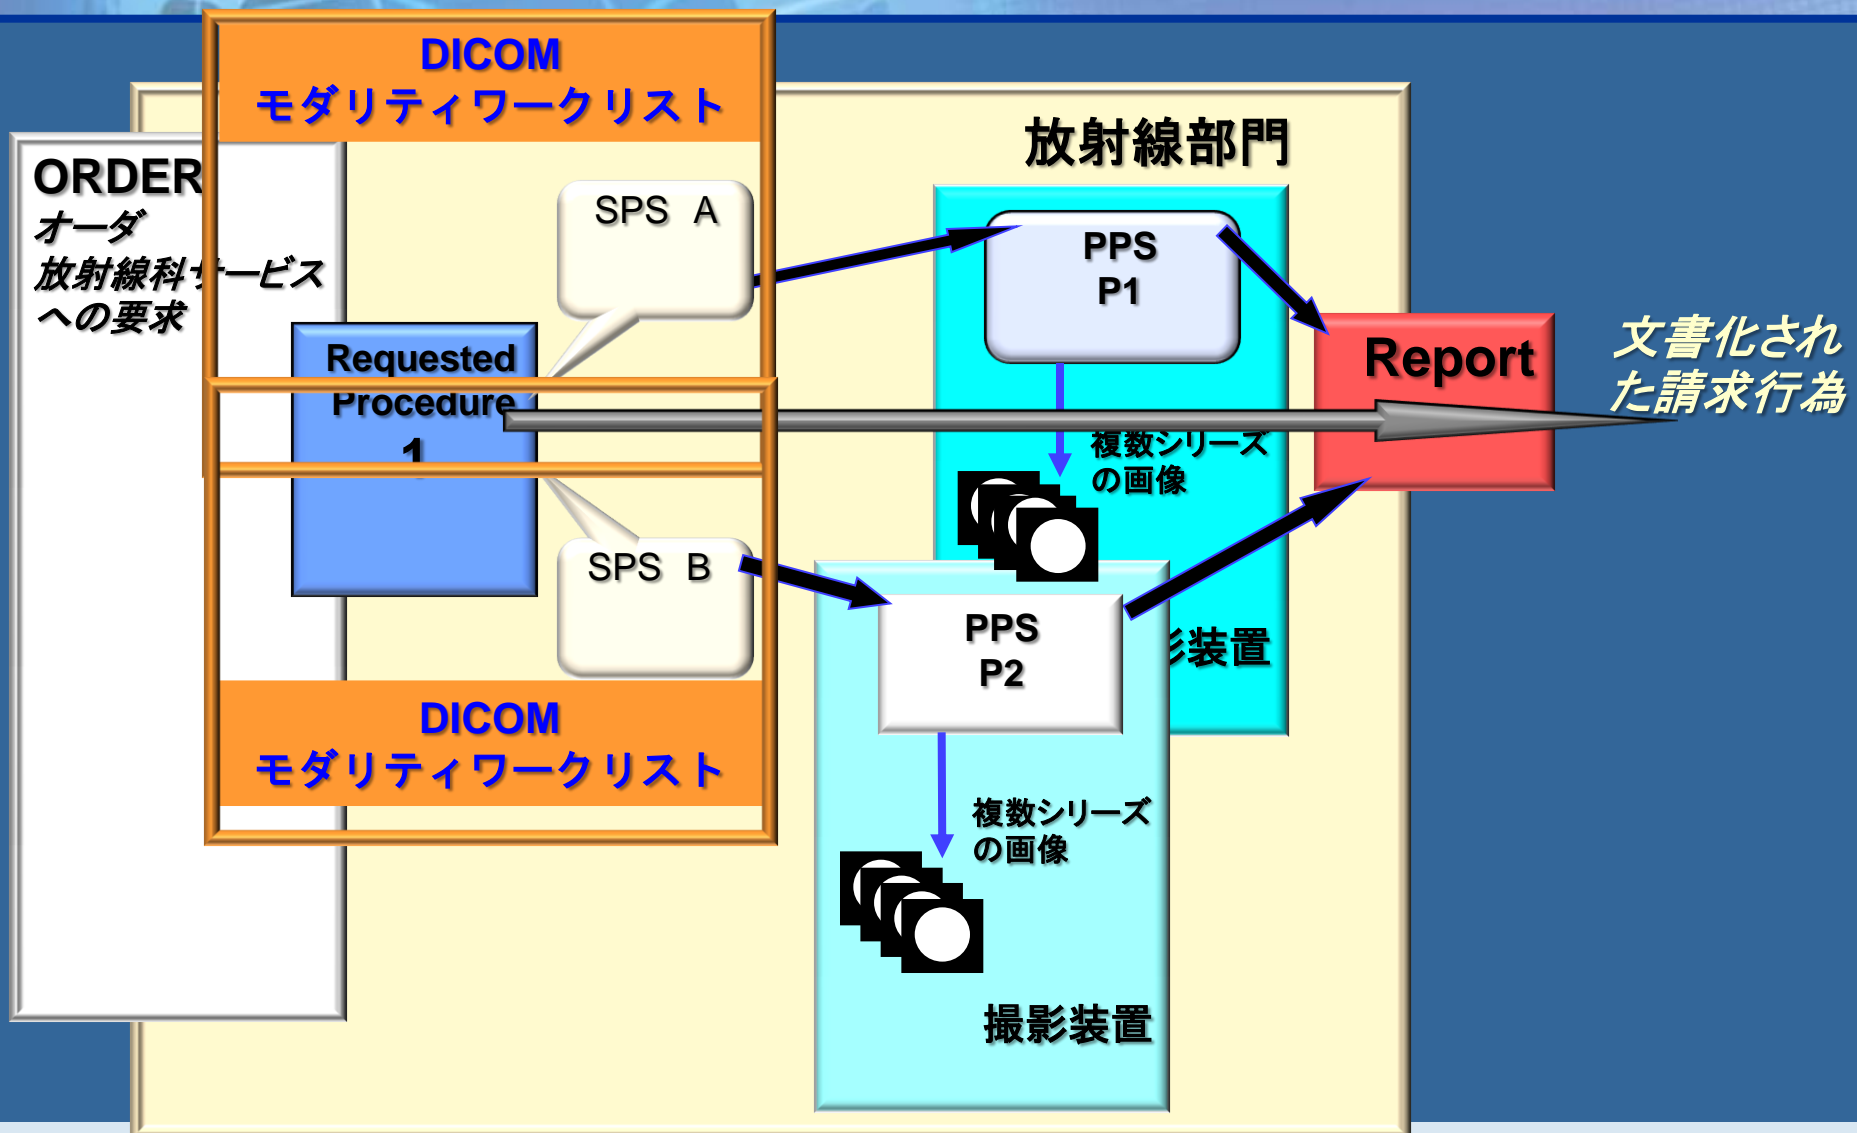 DICOM
モダリティワークリスト
放射線部門
ORDER
オーダ
放射線科サービス
への要求
SPS A
PPS
P1
Requested
Procedure
1
Report
文書化され
た請求行為
複数シリーズ
の画像
SPS B
PPS
P2
影装置
DICOM
モダリティワークリスト
複数シリーズ
の画像
撮影装置